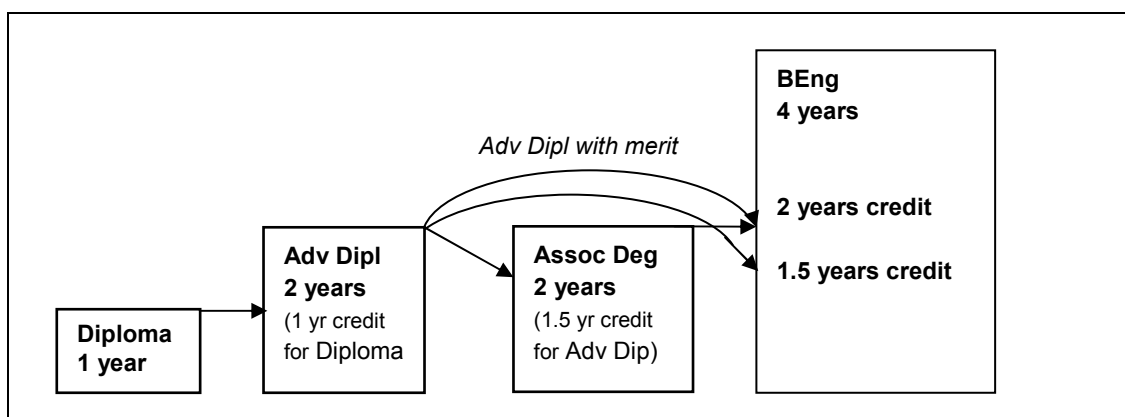 Diploma
1 year
Adv Dipl
2 years
(1 yr credit
for Diploma
Adv Dipl with merit
Assoc Deg
2 years
(1.5 yr credit
for Adv Dip)
BEng
4 years
2 years credit
1.5 years credit